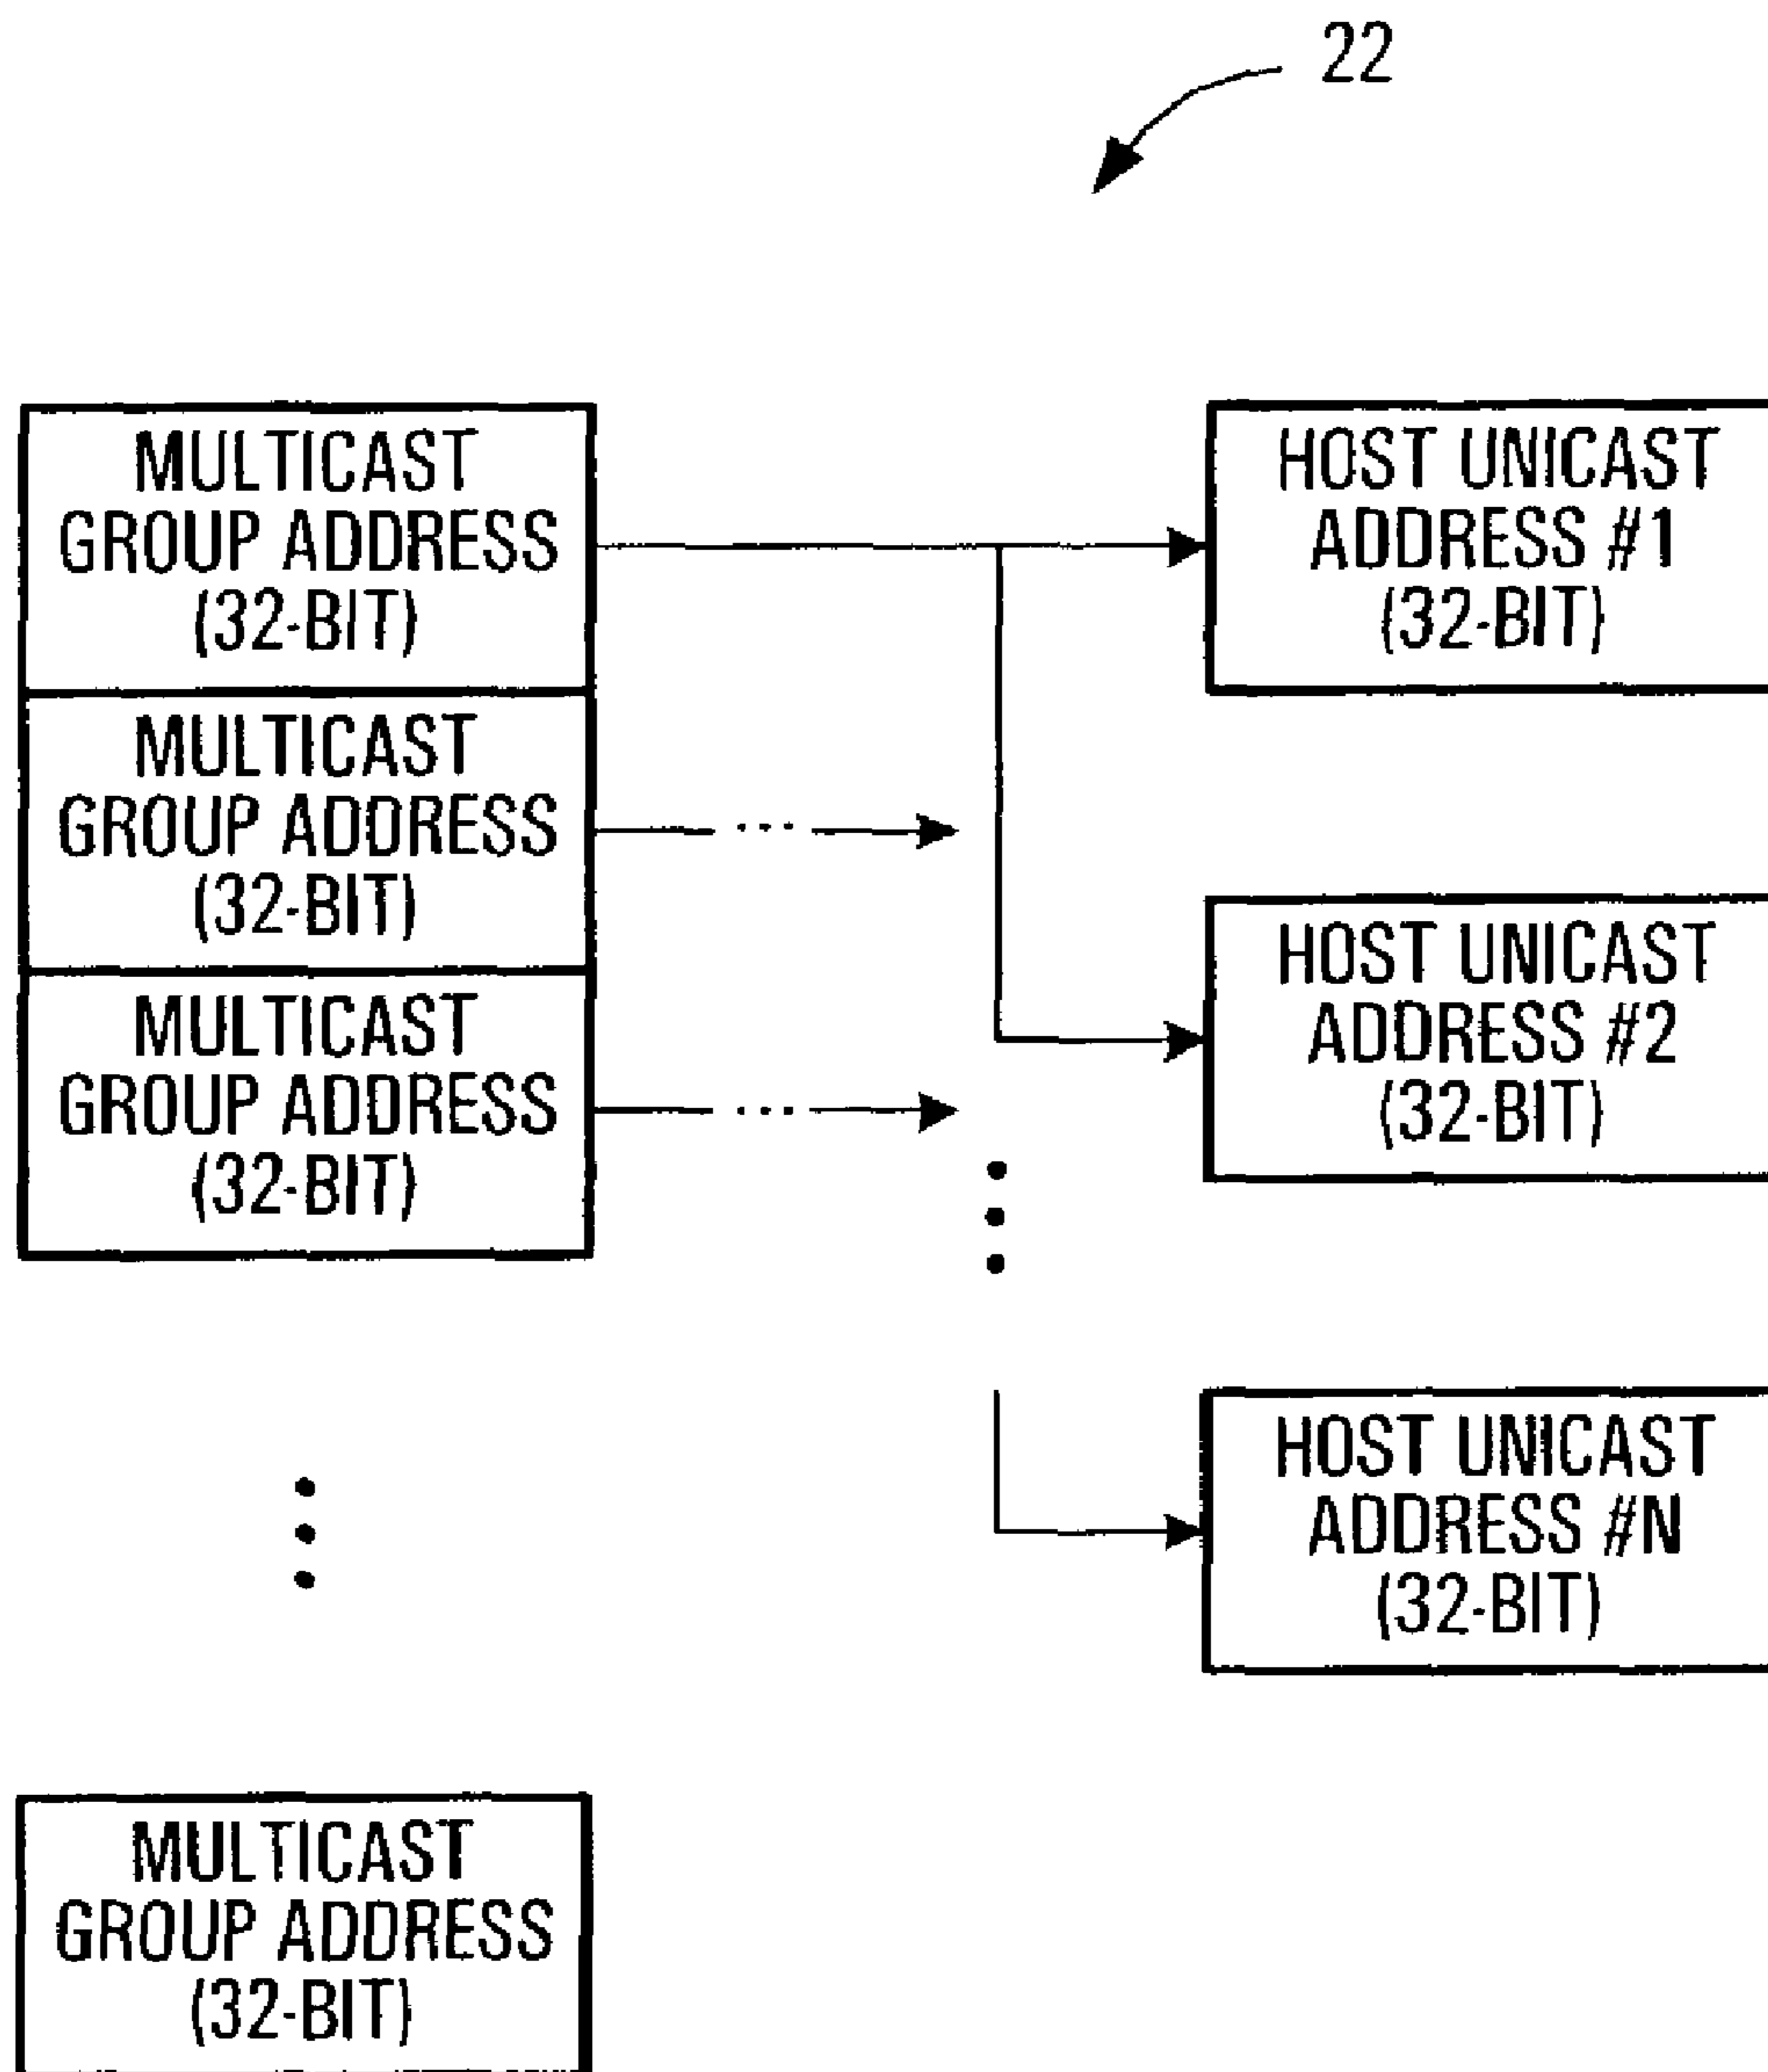 22
MULTICAST
GROUP ADDRESS
(32-BIT)
MULTICAST
GROUP ADDRESS
(32-BIT)
MULTICAST
GROUP ADDRESS
(32-BIT)
MULTICAST
GROUP ADDRESS
(32-BIT)
HOST UNICAST
ADDRESS #1
(32-BIT)
HOST UNICAST
ADDRESS #2
(32-BIT)
HOST UNICAST
ADDRESS #N
(32-BIT)